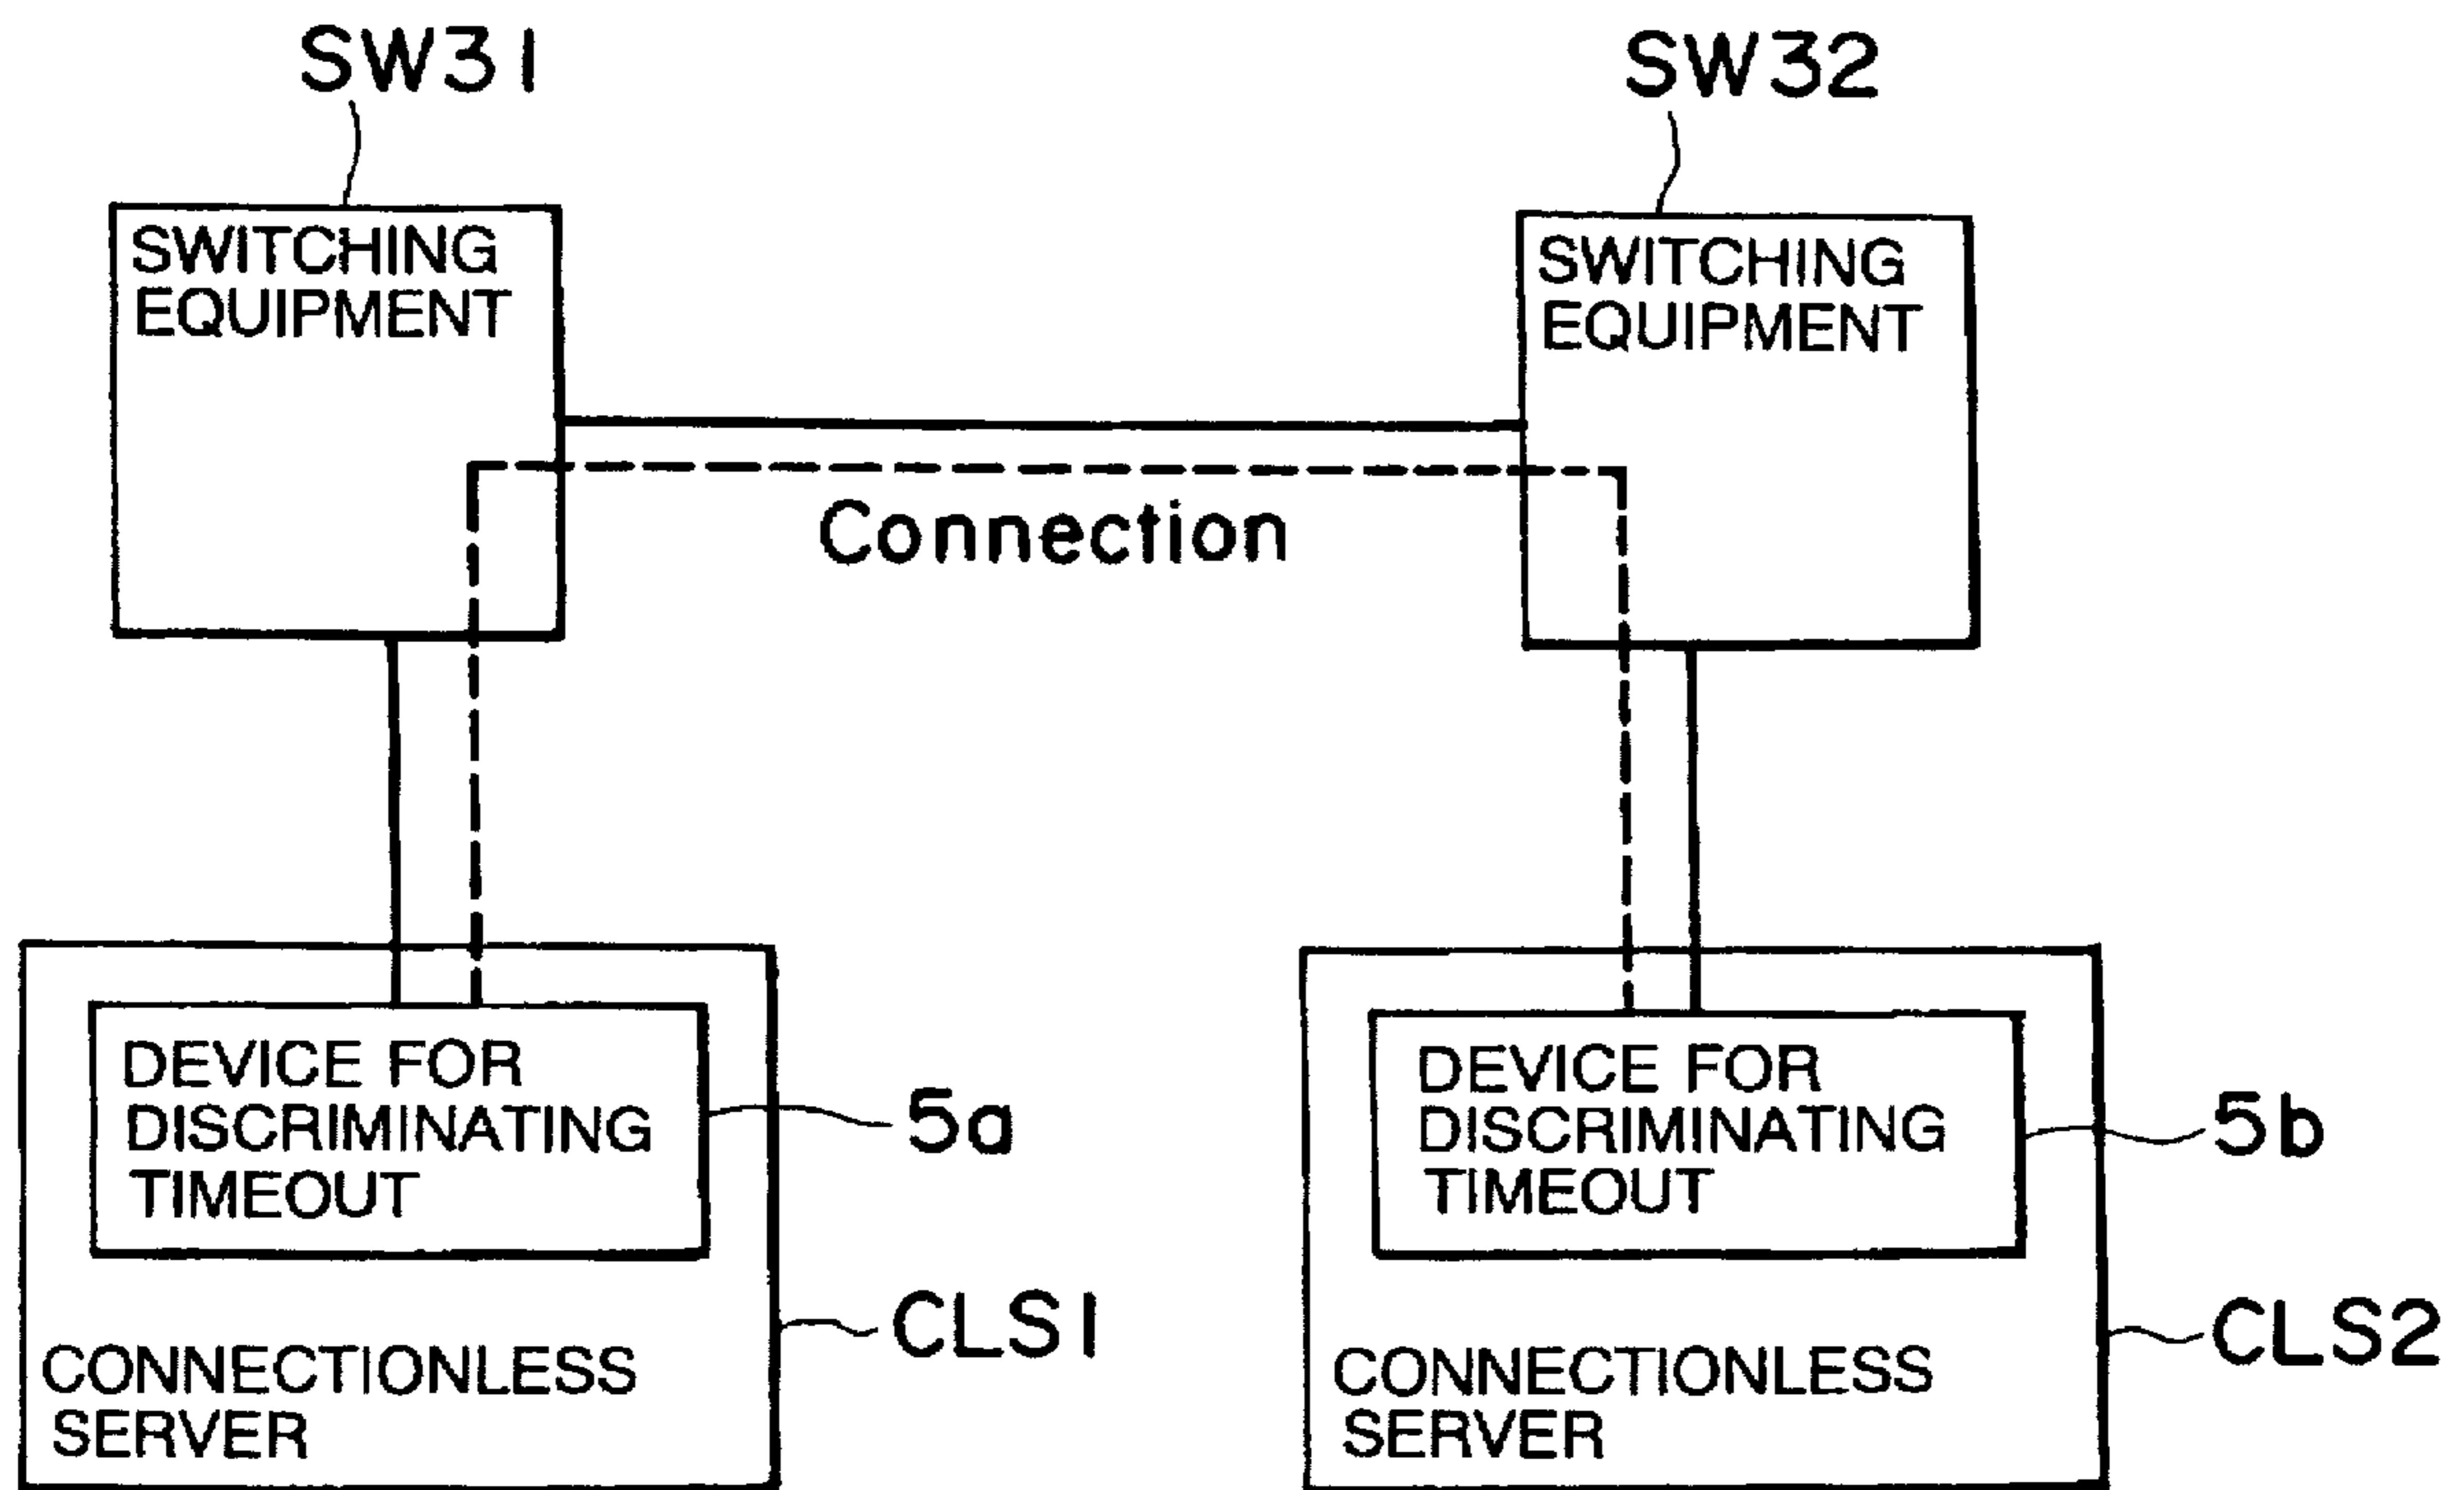 SW31
SW32
SWITCHING
EQUIPMENT
SWITCHING
EQUIPMENT
Connection
DEVICE FOR
DISCRIMINATING
TIMEOUT
5a
CLS1
CONNECTIONLESS
SERVER
DEVICE FOR
DISCRIMINATING
TIMEOUT
5b
CLS2
CONNECTIONLESS
SERVER